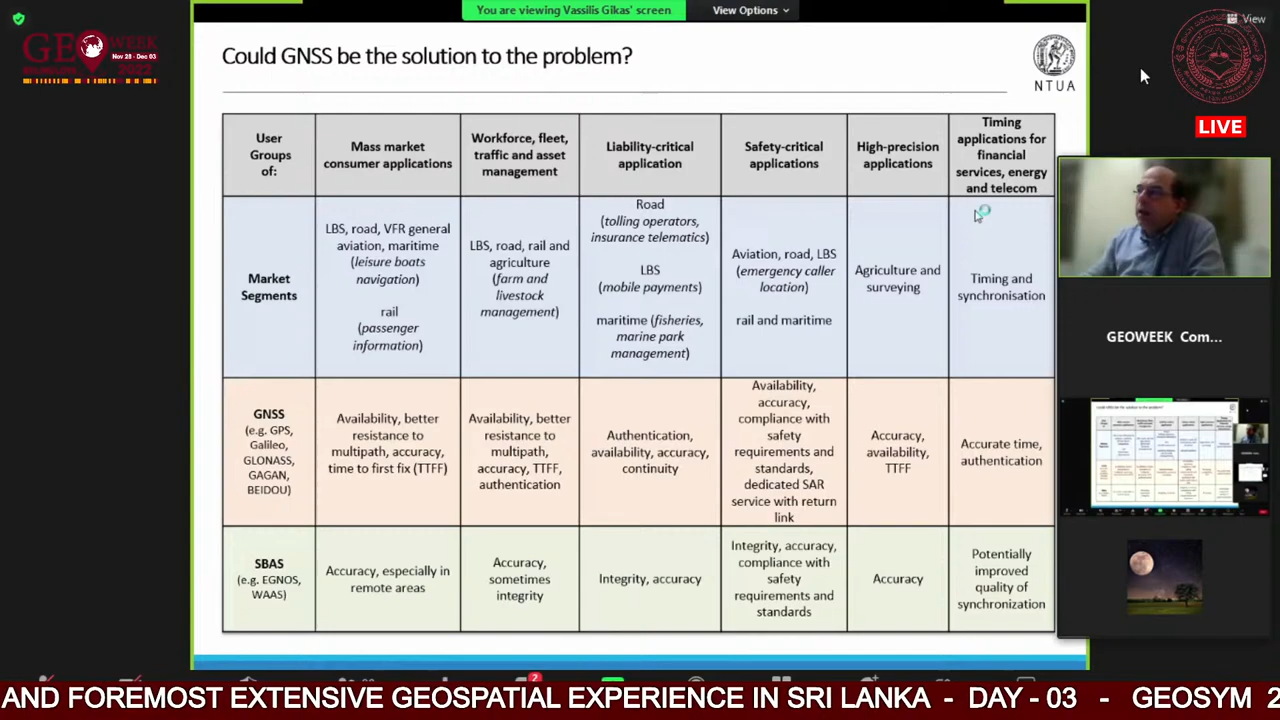 You are viewing Vassilis Gikas' screen
View Options
View
GEOWEEK
Nov 28 - Dec 03
2022
LIVE
Could GNSS be the solution to the problem?
NTUA
User
Groups
of:
Mass market
consumer applications
Workforce, fleet,
traffic and asset
management
Liability-critical
application
Safety-critical
applications
High-precision
applications
Timing
applications for
financial
services, energy
and telecom
Market
Segments
LBS, road, VFR general
aviation, maritime
(leisure boats
navigation)
rail
(passenger
information)
LBS, road, rail and
agriculture
(farm and
livestock
management)
Road
(tolling operators,
insurance telematics)
LBS
(mobile payments)
maritime (fisheries,
marine park
management)
Aviation, road, LBS
(emergency caller
location)
rail and maritime
Agriculture and
surveying
Timing and
synchronisation
GNSS
(e.g. GPS,
Galileo,
GLONASS,
GAGAN,
BEIDOU)
Availability, better
resistance to
multipath, accuracy,
time to first fix (TTFF)
Availability, better
resistance to
multipath,
accuracy, TTFF,
authentication
Authentication,
availability, accuracy,
continuity
Availability,
accuracy,
compliance with
safety
requirements and
standards,
dedicated SAR
service with return
link
Accuracy,
availability,
TTFF
Accurate time,
authentication
SBAS
(e.g. EGNOS,
WAAS)
Accuracy, especially in
remote areas
Accuracy,
sometimes
integrity
Integrity, accuracy
Integrity, accuracy,
compliance with
safety
requirements and
standards
Accuracy
Potentially
improved
quality of
synchronization
GEOWEEK Com...
2
AND FOREMOST EXTENSIVE GEOSPATIAL EXPERIENCE IN SRI LANKA - DAY - 03 - GEOSYM 2